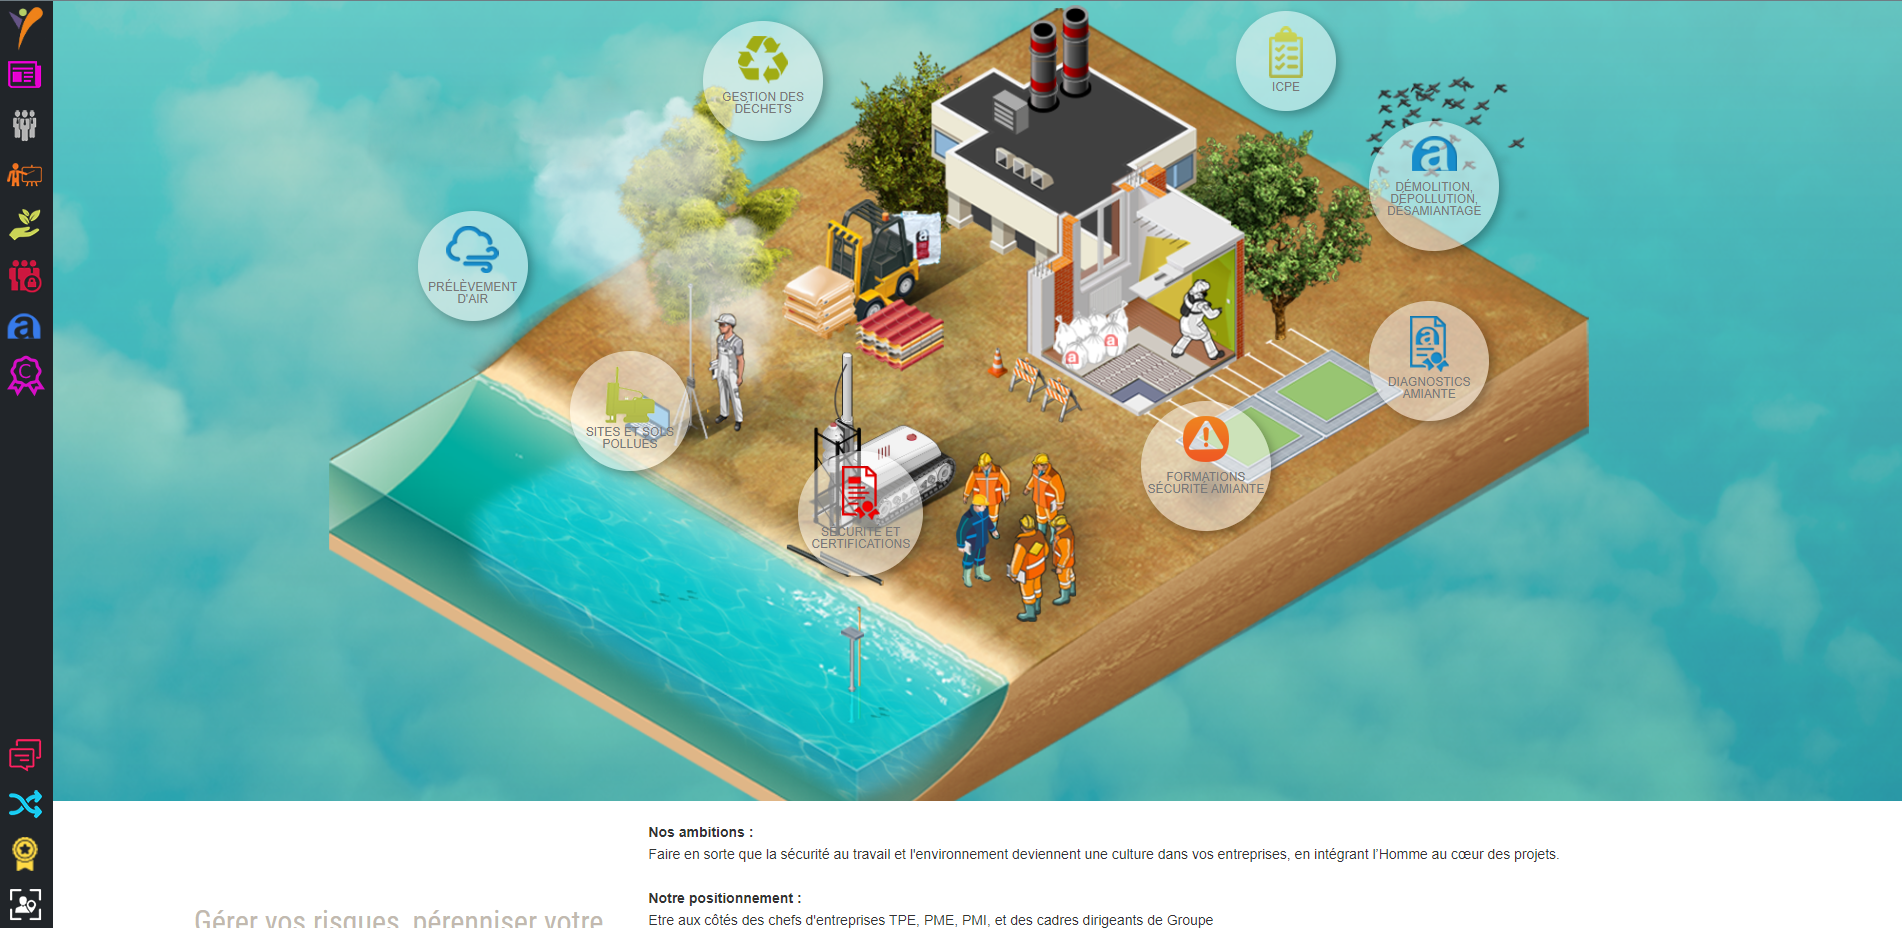 GESTION DES
DÉCHETS
ICPE
DÉMOLITION,
DÉPOLLUTION,
DÉSAMIANTAGE
PRÉLÈVEMENT
D'AIR
DIAGNOSTICS
AMIANTE
SITES ET SOLS
POLLUÉS
FORMATIONS
SÉCURITÉ AMIANTE
SÉCURITÉ ET
CERTIFICATIONS
Nos ambitions :
Faire en sorte que la sécurité au travail et l'environnement deviennent une culture dans vos entreprises, en intégrant l’Homme au cœur des projets.
Notre positionnement :
Etre aux côtés des chefs d'entreprises TPE, PME, PMI, et des cadres dirigeants de Groupe
Gérer vos risques, pérenniser votre